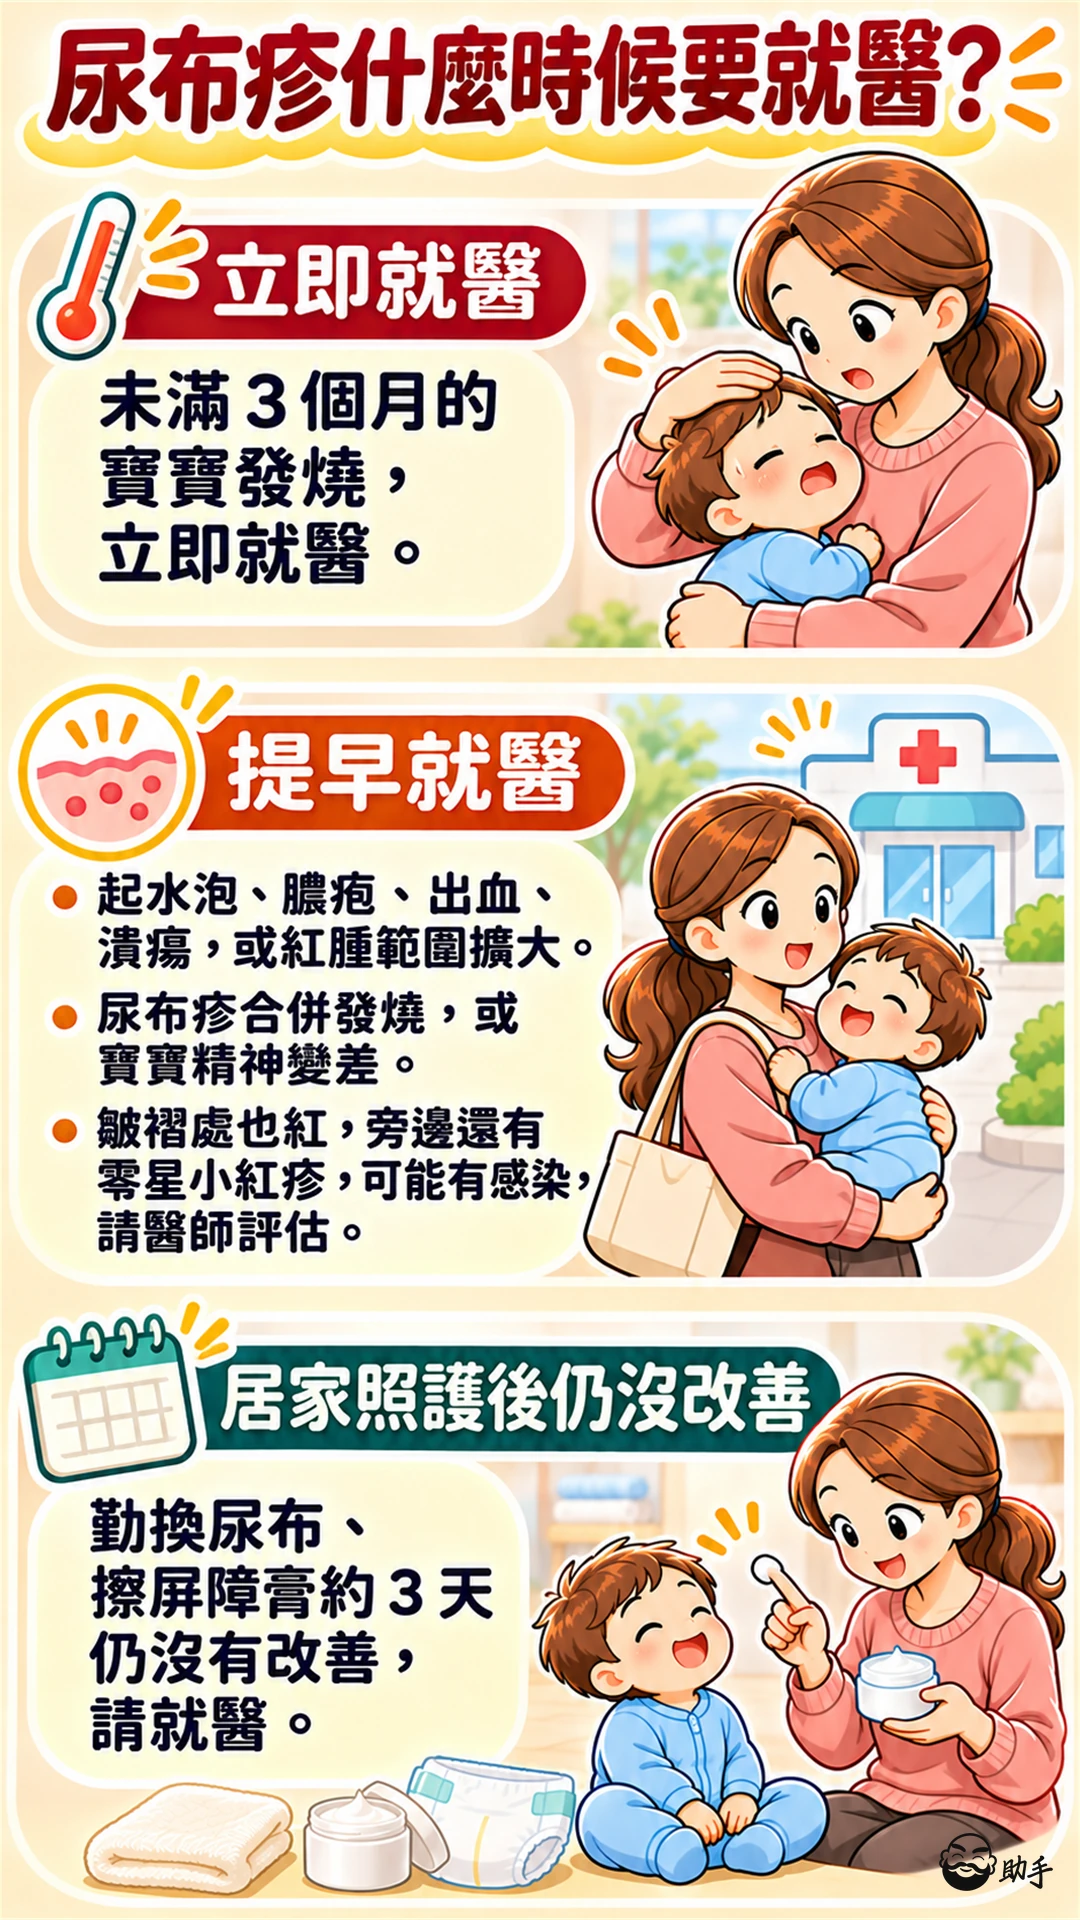 尿布疹什麼時候要就醫？
立即就醫
未滿3個月的
寶寶發燒，
立即就醫。
提早就醫
• 起水泡、膿疱、出血、
潰瘍，或紅腫範圍擴大。
• 尿布疹合併發燒，或
寶寶精神變差。
• 皺褶處也紅，旁邊還有
零星小紅疹，可能有感染，
請醫師評估。
居家照護後仍沒改善
勤換尿布、
擦屏障膏約3天
仍沒有改善，
請就醫。
助手